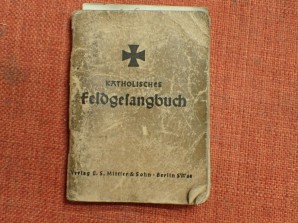 KATHOLISCHES
Feldgesangbuch
Verlag E. S. Mittler & Sohn · Berlin SW 68